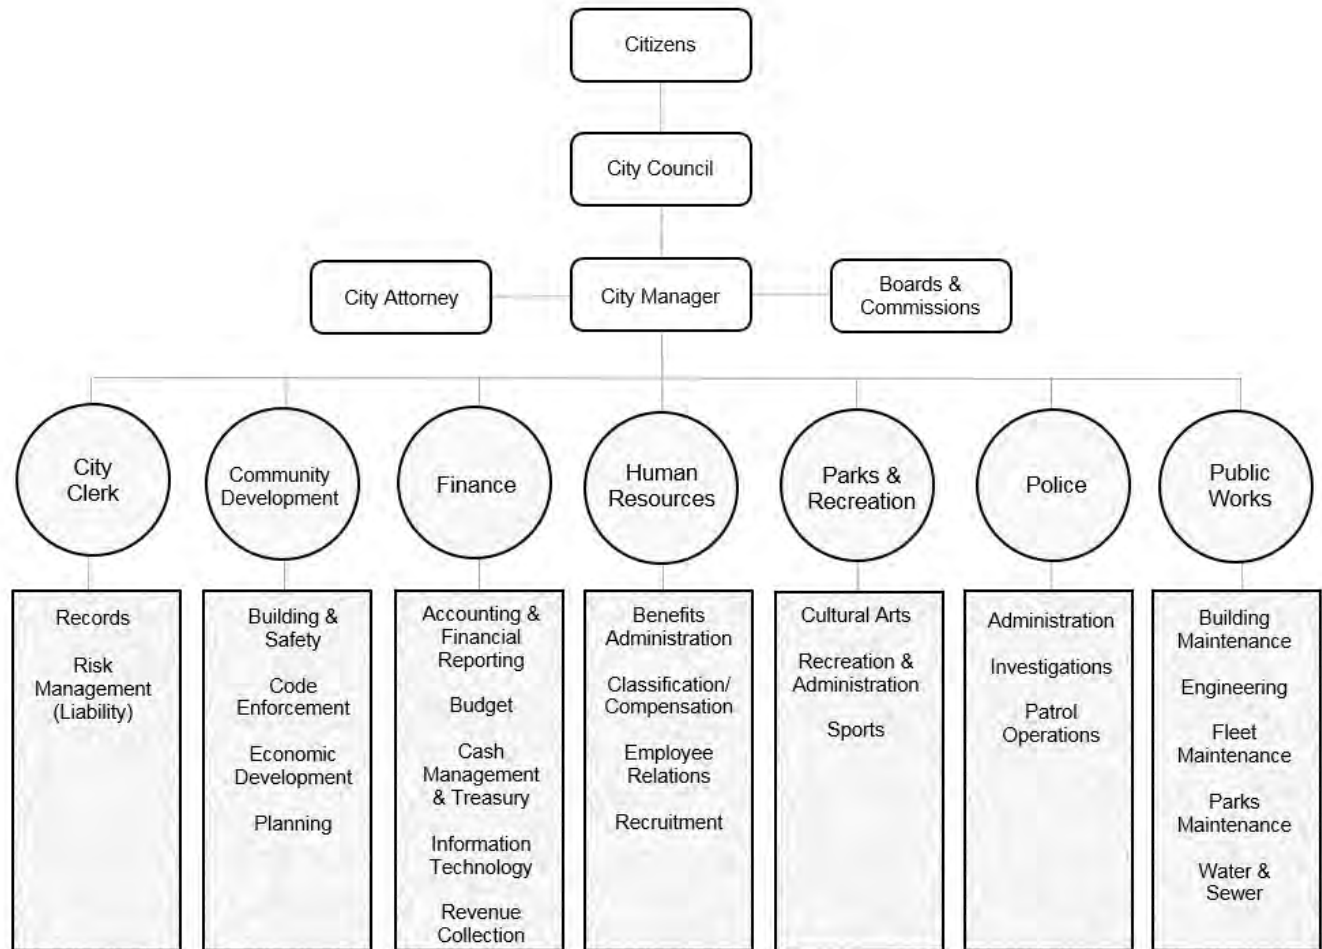 Citizens
City Council
City Attorney
City Manager
Boards &
Commissions
City
Clerk
Community
Development
Finance
Human
Resources
Parks &
Recreation
Police
Public
Works
Records
Risk
Management
(Liability)
Building &
Safety
Code
Enforcement
Economic
Development
Planning
Accounting &
Financial
Reporting
Budget
Cash
Management
& Treasury
Information
Technology
Revenue
Collection
Benefits
Administration
Classification/
Compensation
Employee
Relations
Recruitment
Cultural Arts
Recreation &
Administration
Sports
Administration
Investigations
Patrol
Operations
Building
Maintenance
Engineering
Fleet
Maintenance
Parks
Maintenance
Water &
Sewer